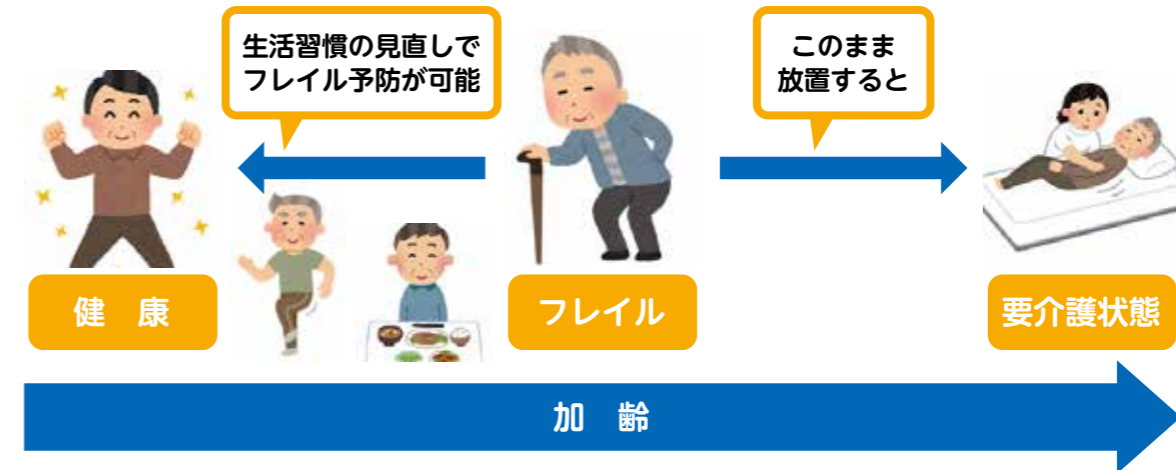 生活習慣の見直しで
フレイル予防が可能
このまま
放置すると
健　康
フレイル
要介護状態
加　齢